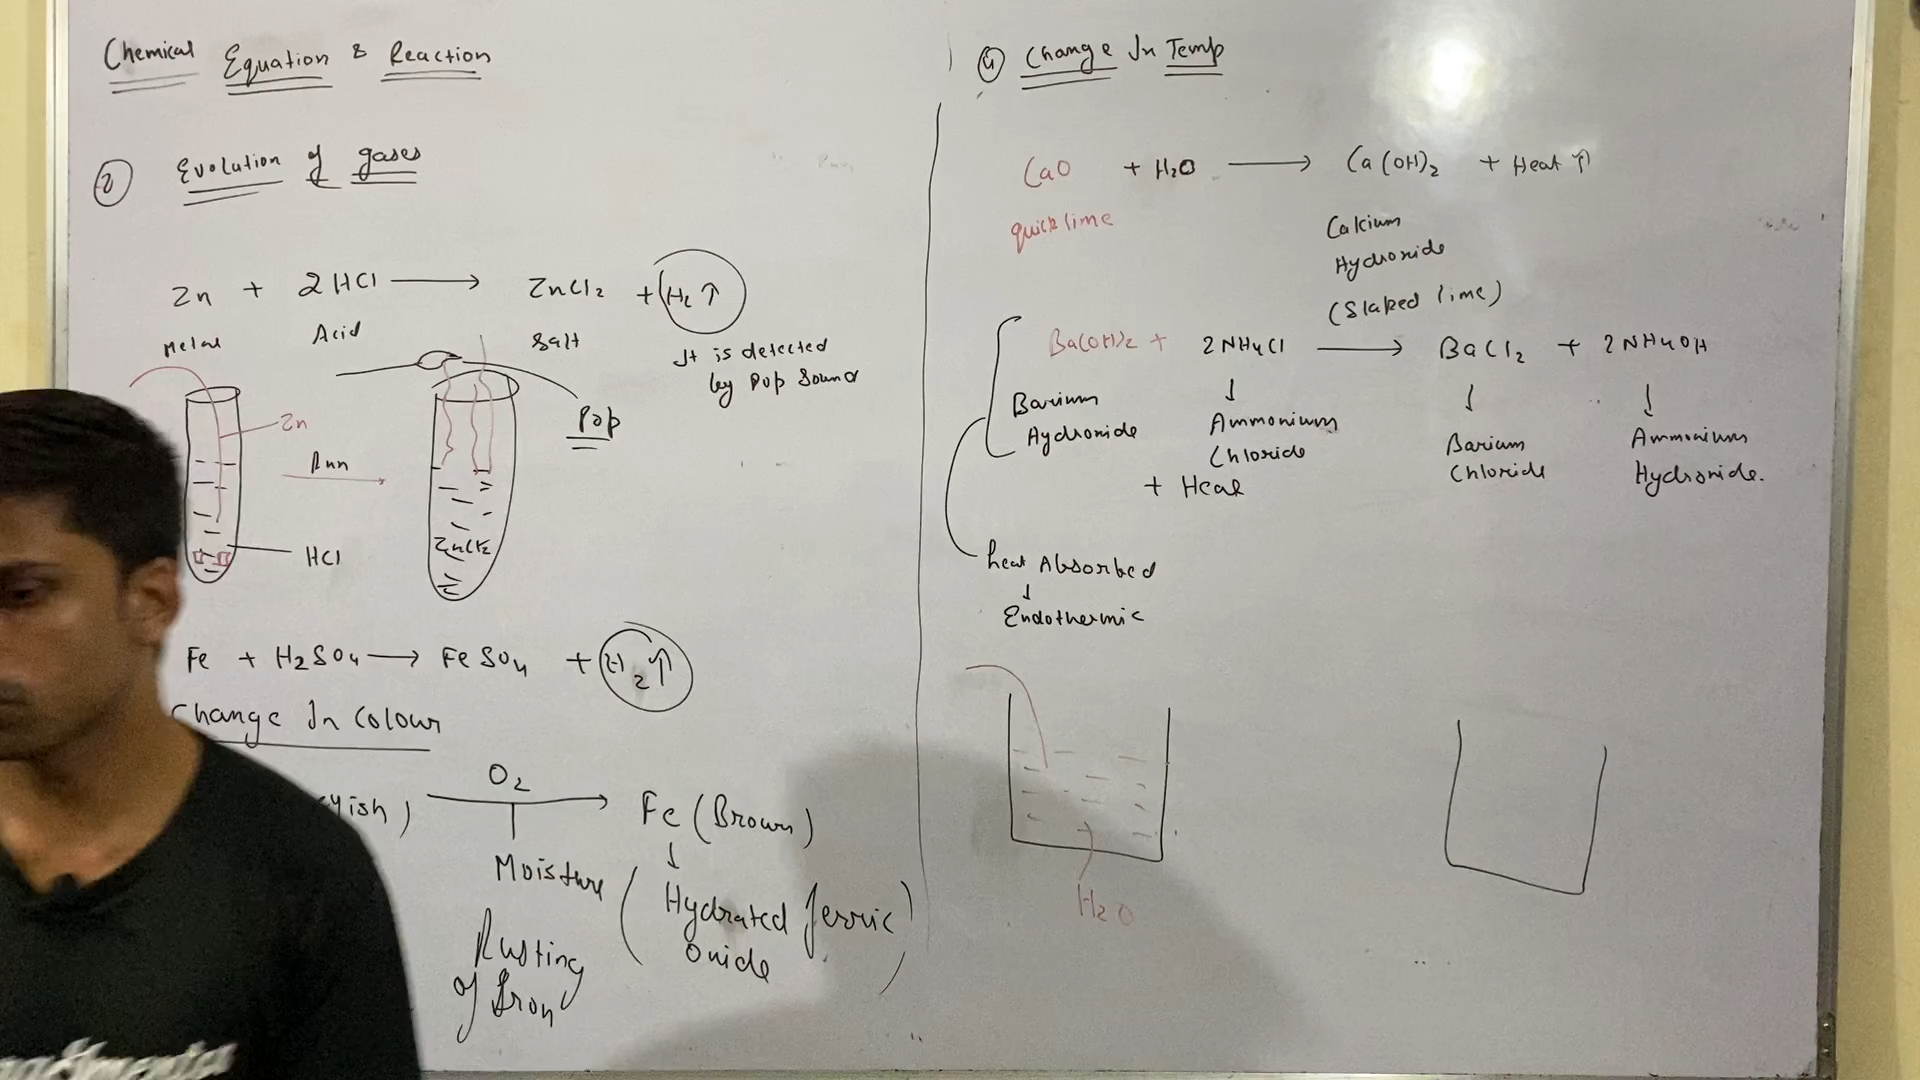 Chemical Equation & Reaction
② Evolution of gases
Zn + 2HCl → ZnCl₂ + H₂ ↑
Metal Acid Salt
It is detected
by Pop Sound
Zn
Pop
HCl
ZnCl₂
Fe + H₂SO₄ → FeSO₄ + H₂ ↑
Change In Colour
yish) O₂ → Fe (Brown)
↓
Moisture (Hydrated ferric
Oxide)
Rusting
of Iron
④ Change In Temp
CaO + H₂O → Ca(OH)₂ + Heat ↑
quick lime
Calcium
Hydroxide
(Slaked lime)
Ba(OH)₂ + 2NH₄Cl → BaCl₂ + 2NH₄OH
↓ ↓ ↓
Barium Ammonium Barium Ammonium
Hydroxide Chloride Chloride Hydroxide.
+ Heat
heat Absorbed
↓
Endothermic
H₂O